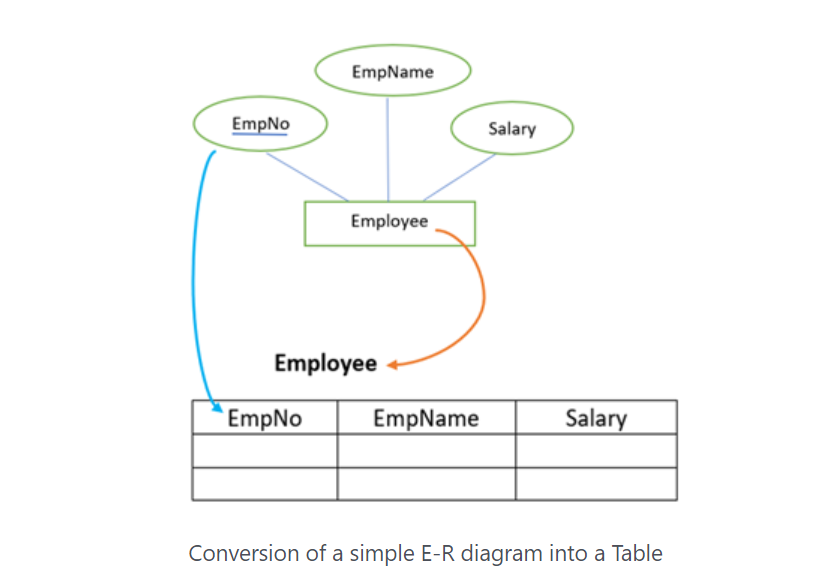 EmpName
EmpNo
Salary
Employee
Employee
EmpNo EmpName Salary
Conversion of a simple E-R diagram into a Table